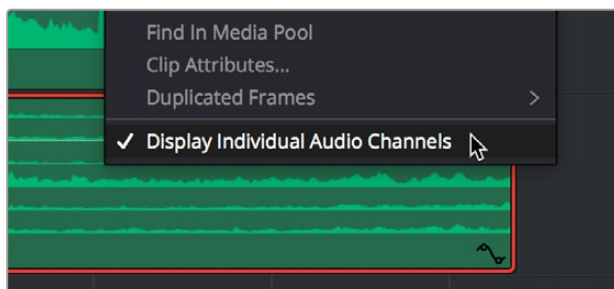 Find In Media Pool
Clip Attributes...
Duplicated Frames
Display Individual Audio Channels